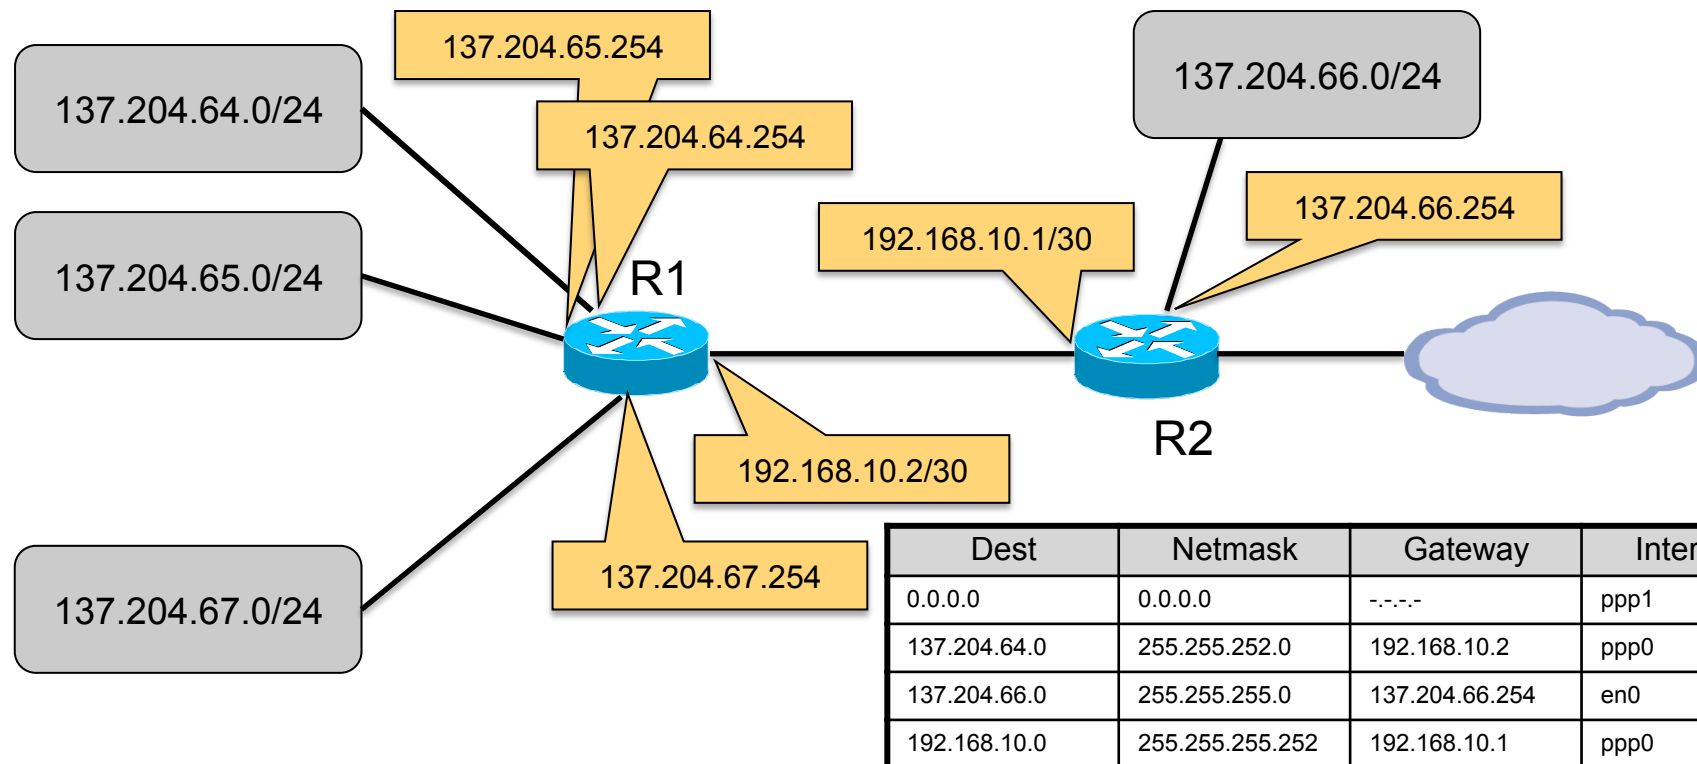 137.204.65.254
137.204.64.0/24
137.204.64.254
137.204.66.0/24
137.204.66.254
192.168.10.1/30
137.204.65.0/24
R1
R2
192.168.10.2/30
137.204.67.254
137.204.67.0/24
Dest Netmask Gateway Inter
0.0.0.0 0.0.0.0 -.-.-.- ppp1
137.204.64.0 255.255.252.0 192.168.10.2 ppp0
137.204.66.0 255.255.255.0 137.204.66.254 en0
192.168.10.0 255.255.255.252 192.168.10.1 ppp0